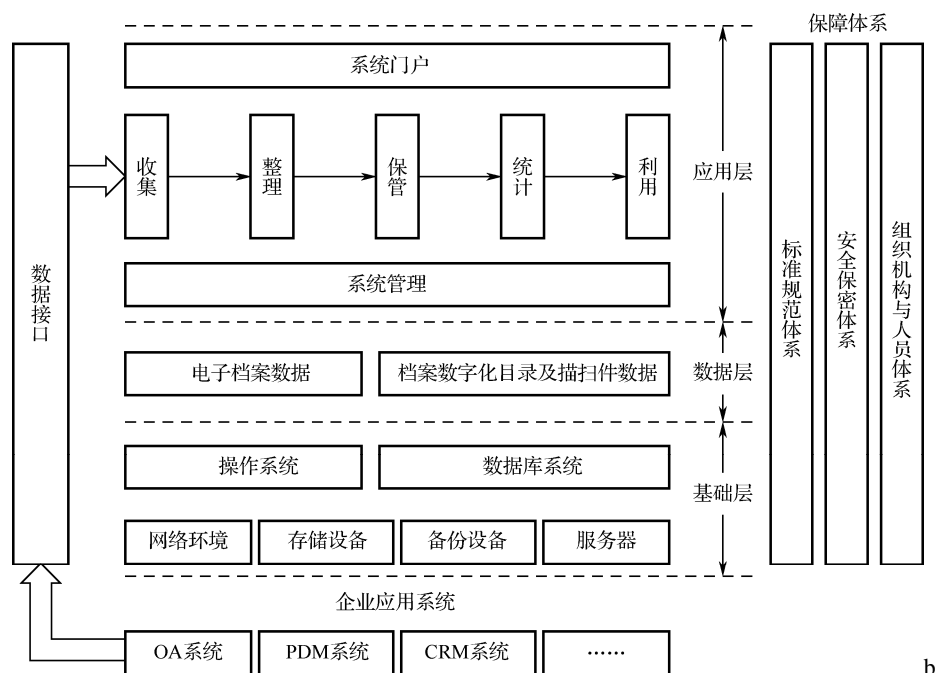 保障体系
系统门户
收集
整理
保管
统计
利用
应用层
系统管理
数据接口
标准规范体系
安全保密体系
组织机构与人员体系
电子档案数据
档案数字化目录及描扫件数据
数据层
操作系统
数据库系统
基础层
网络环境
存储设备
备份设备
服务器
企业应用系统
OA系统
PDM系统
CRM系统
……
b